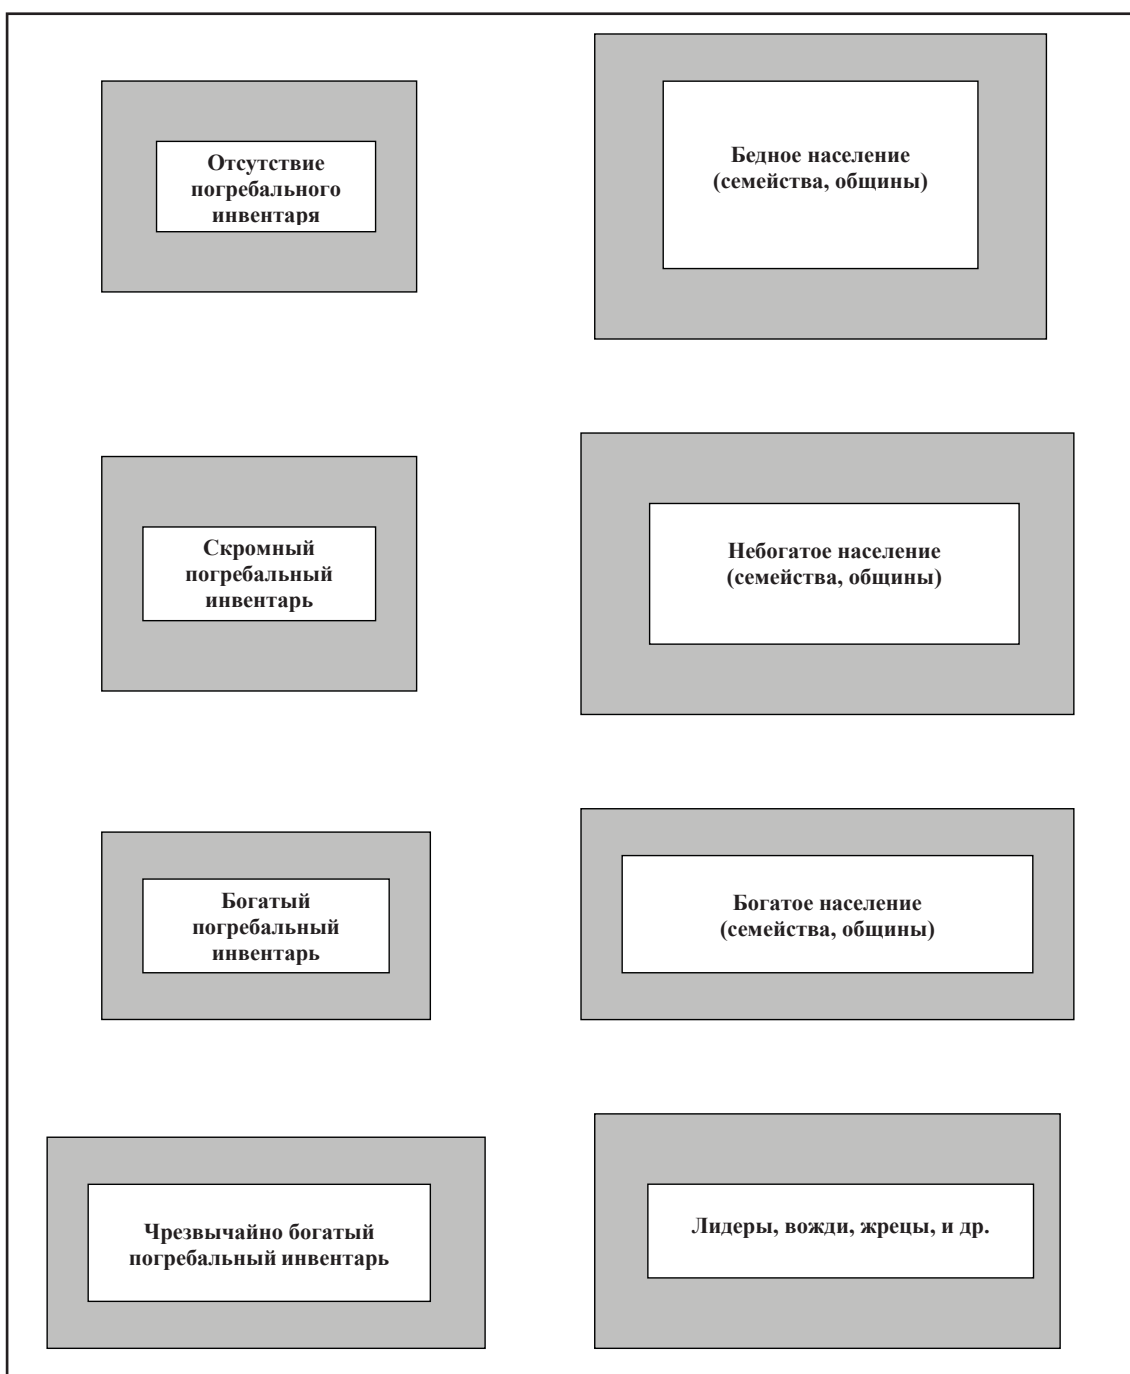 Отсутствие
погребального
инвентаря
Бедное население
(семейства, общины)
Скромный
погребальный
инвентарь
Небогатое население
(семейства, общины)
Богатый
погребальный
инвентарь
Богатое население
(семейства, общины)
Чрезвычайно богатый
погребальный инвентарь
Лидеры, вожди, жрецы, и др.